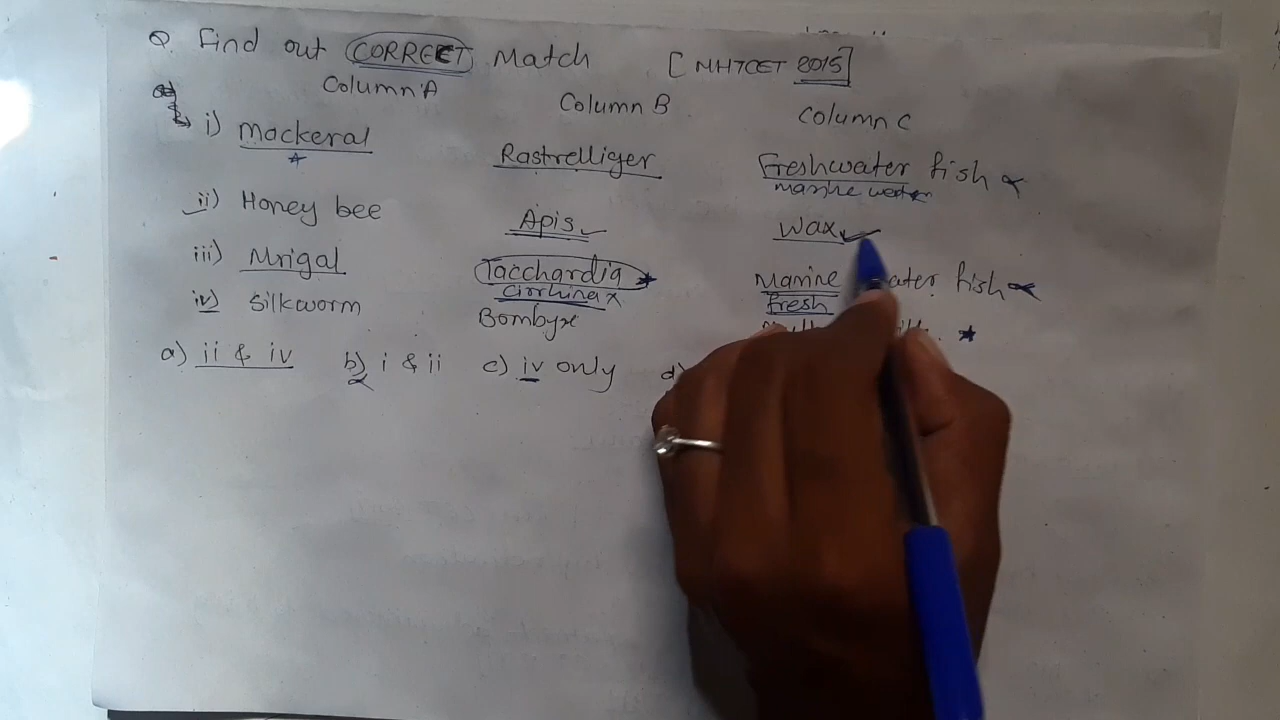 Q. Find out CORRECT Match [MHTCET 2015]
Column A Column B Column C
i) Mackeral Rastrelliger Freshwater fish
marine water
ii) Honey bee Apis Wax
iii) Mrigal Tacchardia Marine water fish
Cirrhina fresh
iv) Silkworm Bombyx
a) ii & iv b) i & ii c) iv only d)